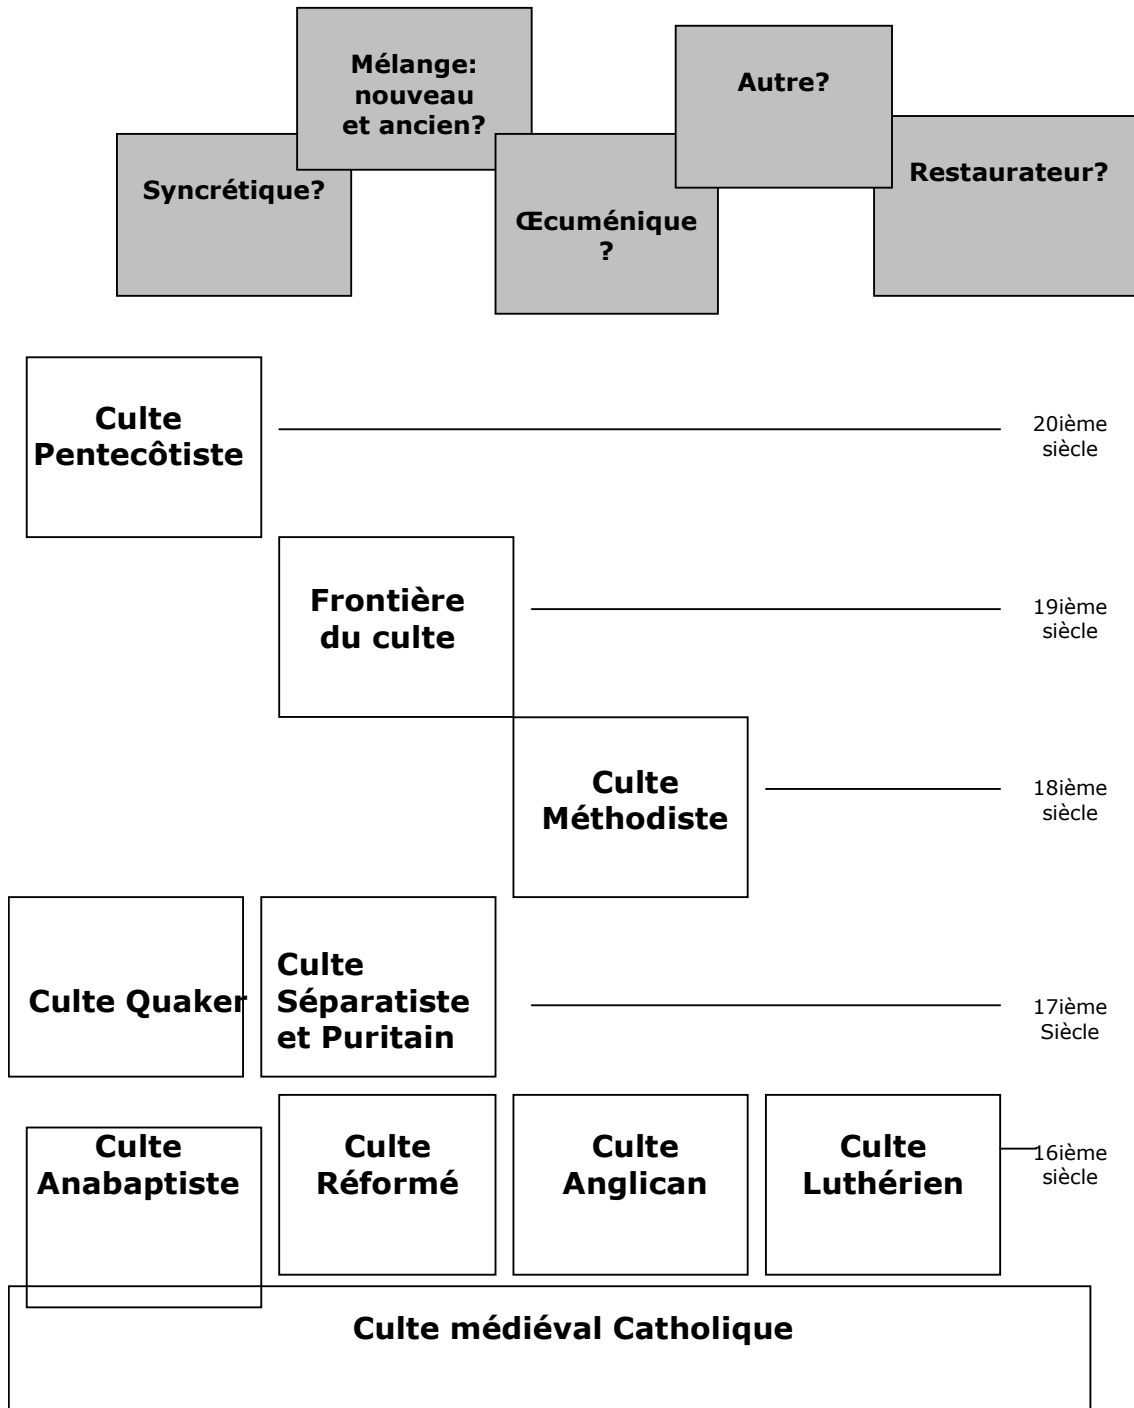 Mélange:
nouveau
et ancien?
Autre?
Syncrétique?
Œcuménique
?
Restaurateur?
Culte
Pentecôtiste
20ième
siècle
Frontière
du culte
19ième
siècle
Culte
Méthodiste
18ième
siècle
Culte Quaker
Culte
Séparatiste
et Puritain
17ième
Siècle
Culte
Anabaptiste
Culte
Réformé
Culte
Anglican
Culte
Luthérien
16ième
siècle
Culte médiéval Catholique